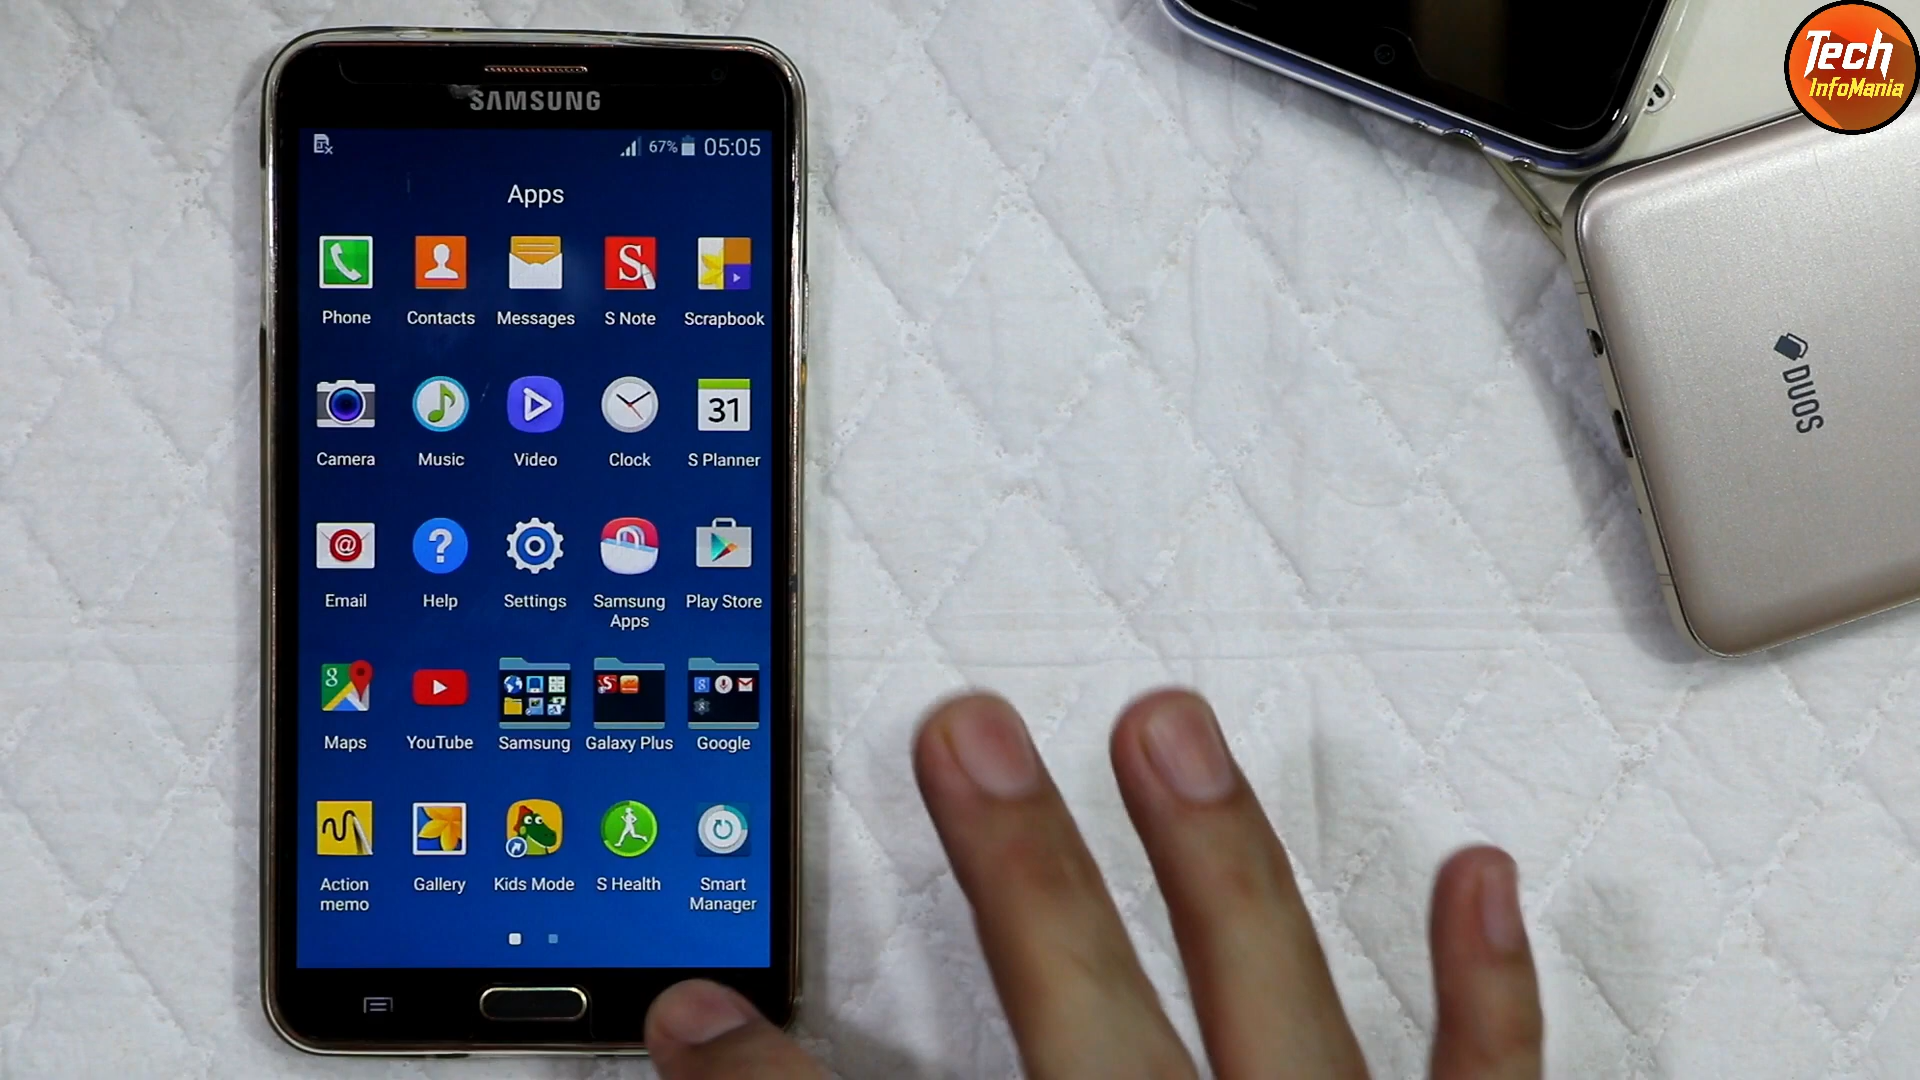 Tech
InfoMania
SAMSUNG
67% 05:05
Apps
Phone Contacts Messages S Note Scrapbook
Camera Music Video Clock S Planner
31
Email Help Settings Samsung Apps Play Store
Maps YouTube Samsung Galaxy Plus Google
Action memo Gallery Kids Mode S Health Smart Manager
DUOS